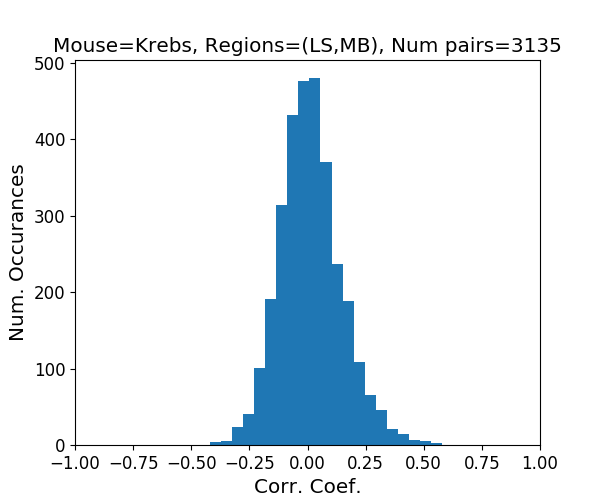 Mouse=Krebs, Regions=(LS,MB), Num pairs=3135
500
400
300
200
100
0
Num. Occurances
−1.00 −0.75 −0.50 −0.25 0.00 0.25 0.50 0.75 1.00
Corr. Coef.